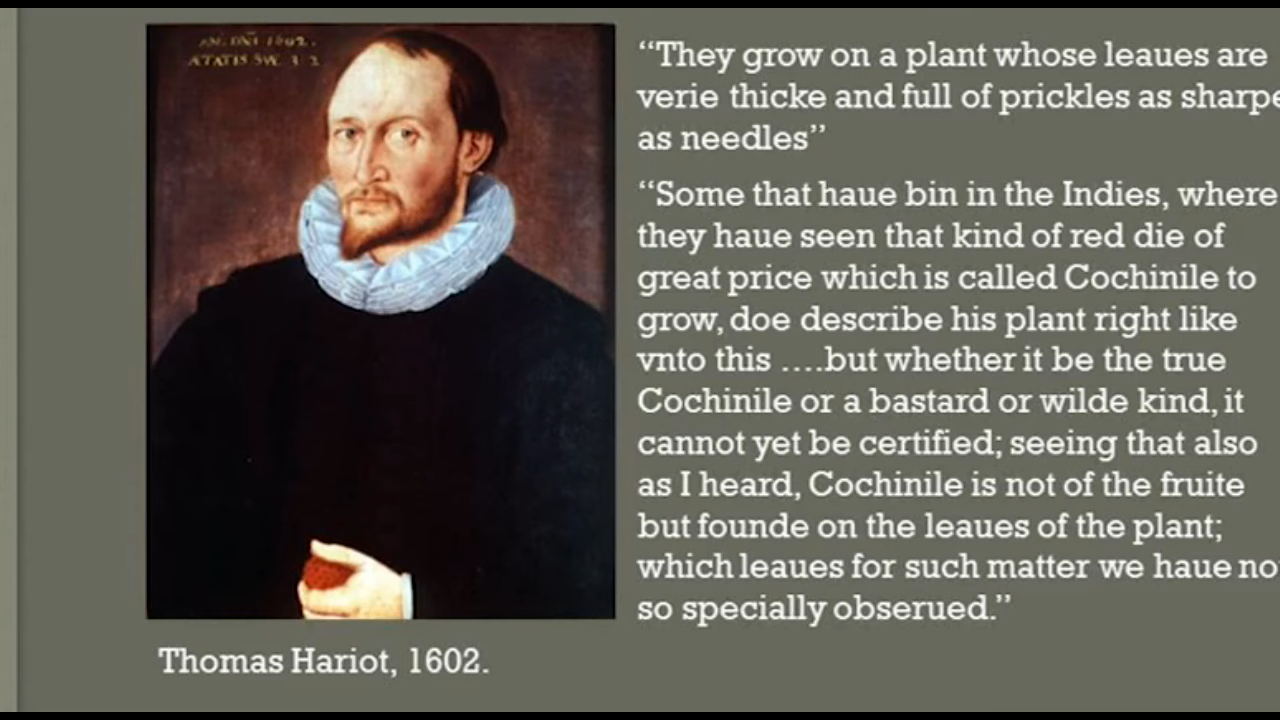 AN. DNI 1602.
ÆTATIS SVÆ 3 2
“They grow on a plant whose leaues are
verie thicke and full of prickles as sharpe
as needles”
“Some that haue bin in the Indies, where
they haue seen that kind of red die of
great price which is called Cochinile to
grow, doe describe his plant right like
vnto this ….but whether it be the true
Cochinile or a bastard or wilde kind, it
cannot yet be certified; seeing that also
as I heard, Cochinile is not of the fruite
but founde on the leaues of the plant;
which leaues for such matter we haue no
so specially obserued.”
Thomas Hariot, 1602.